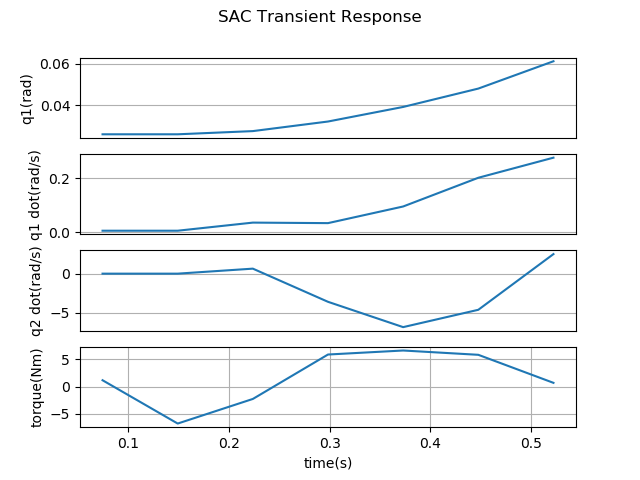 SAC Transient Response
q1(rad)
0.06
0.04
q1 dot(rad/s)
0.2
0.0
q2 dot(rad/s)
0
−5
torque(Nm)
5
0
−5
0.1 0.2 0.3 0.4 0.5
time(s)